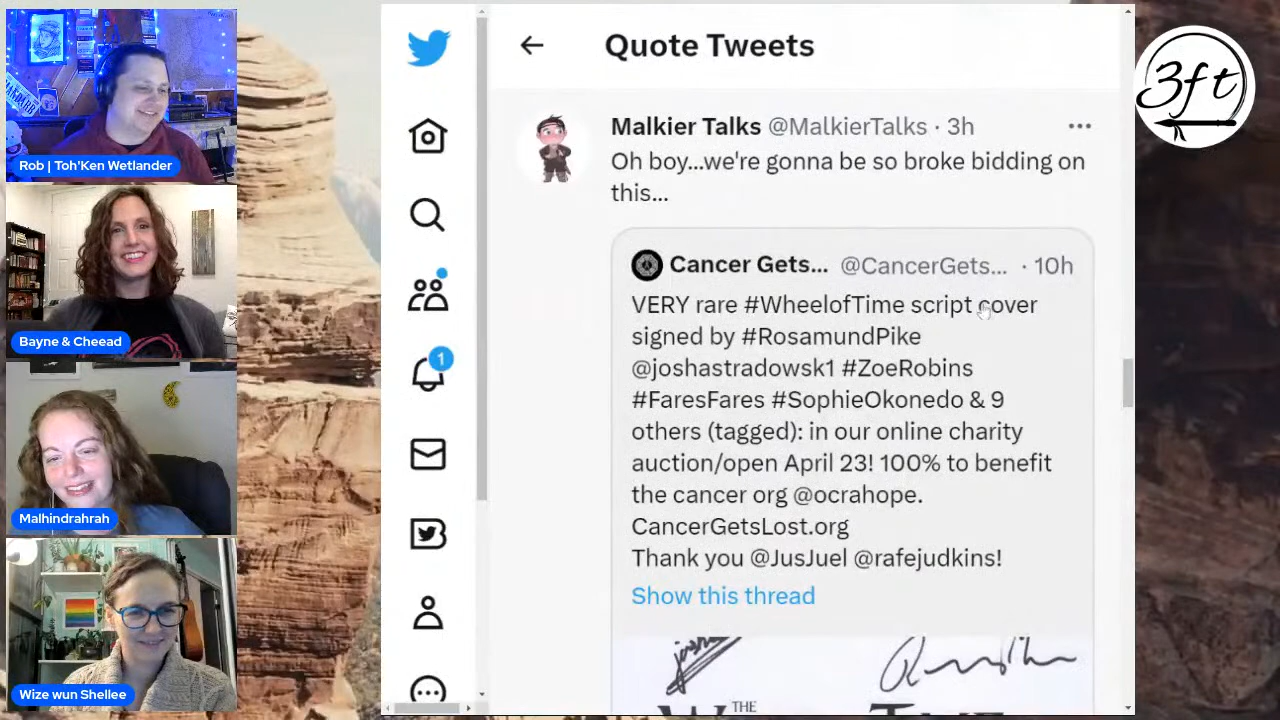 Rob | Toh'Ken Wetlander
Bayne & Cheead
Malhindrahrah
Wize wun Shellee
Quote Tweets
Malkier Talks @MalkierTalks · 3h
Oh boy...we're gonna be so broke bidding on
this...
Cancer Gets... @CancerGets... · 10h
VERY rare #WheelofTime script cover
signed by #RosamundPike
@joshastradowsk1 #ZoeRobins
#FaresFares #SophieOkonedo & 9
others (tagged): in our online charity
auction/open April 23! 100% to benefit
the cancer org @ocrahope.
CancerGetsLost.org
Thank you @JusJuel @rafejudkins!
Show this thread
THE
1
3ft